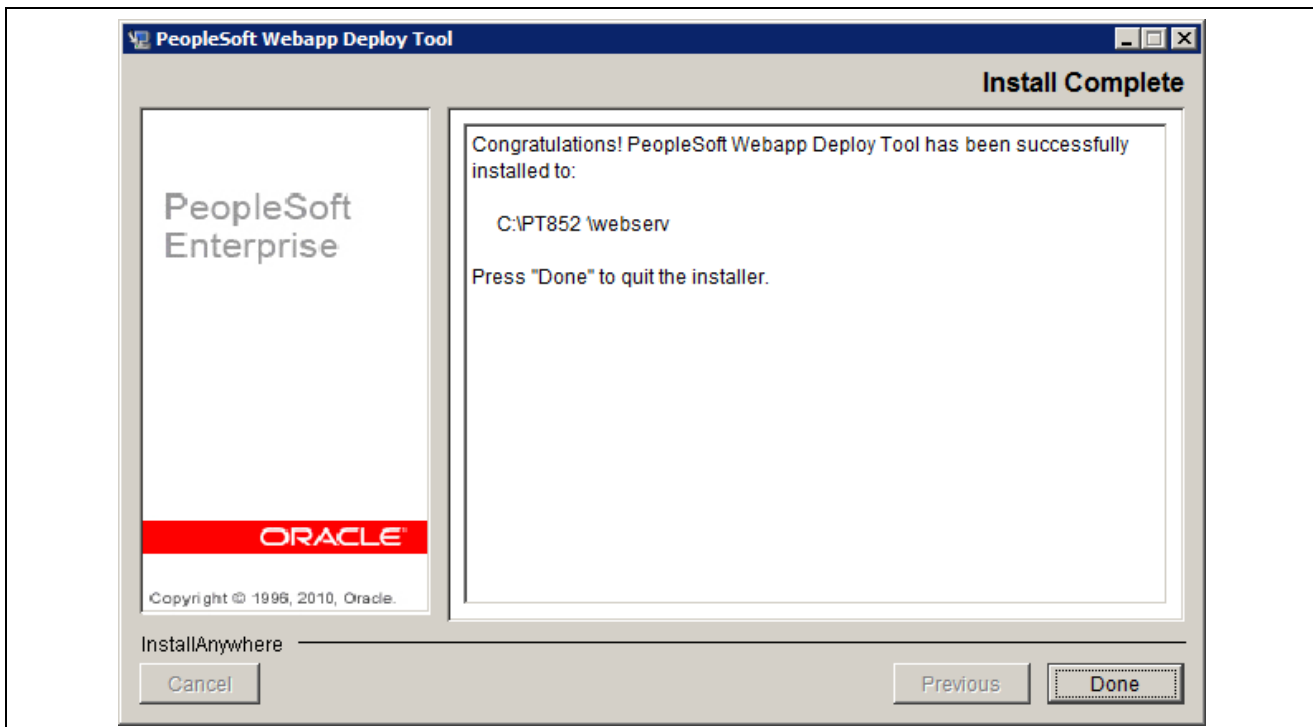 PeopleSoft Webapp Deploy Tool
Install Complete
PeopleSoft
Enterprise
ORACLE®
Copyright © 1996, 2010, Oracle.
Congratulations! PeopleSoft Webapp Deploy Tool has been successfully
installed to:
C:\PT852 \webserv
Press "Done" to quit the installer.
InstallAnywhere
Cancel
Previous
Done